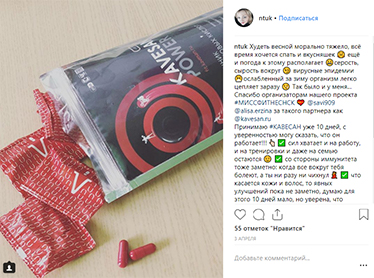 KAVESAN
POWER
ntuk • Подписаться
ntuk Худеть весной морально тяжело, всё
время хочется спать и вкусняшек 😟 ещё
и погода к этому располагает 😁серость,
сырость вокруг 😕 вирусные эпидемии
😷ослабленный за зиму организм легко
цепляет заразу 😟 Так было и у меня...
Спасибо организаторам нашего проекта
#МИССФИТНЕСНСК 😍 @savi909
@alisa.erzina за такого партнера как
@kavesan.ru
Принимаю #КАВЕСАН уже 10 дней, с
уверенностью могу сказать, что он
работает!!! 👆 ✅ сил хватает и на работу,
и на тренировки и даже на семью
остаются 😊 ✅ со стороны иммунитета
тоже заметно: когда все вокруг тебя
болеют, а ты ни разу ни чихнул 💃 ✅ что
касается кожи и волос, то явных
улучшений пока не заметно, думаю для
этого 10 дней мало, но уверена, что
55 отметок "Нравится"
3 АПРЕЛЯ
Добавьте комментарий...